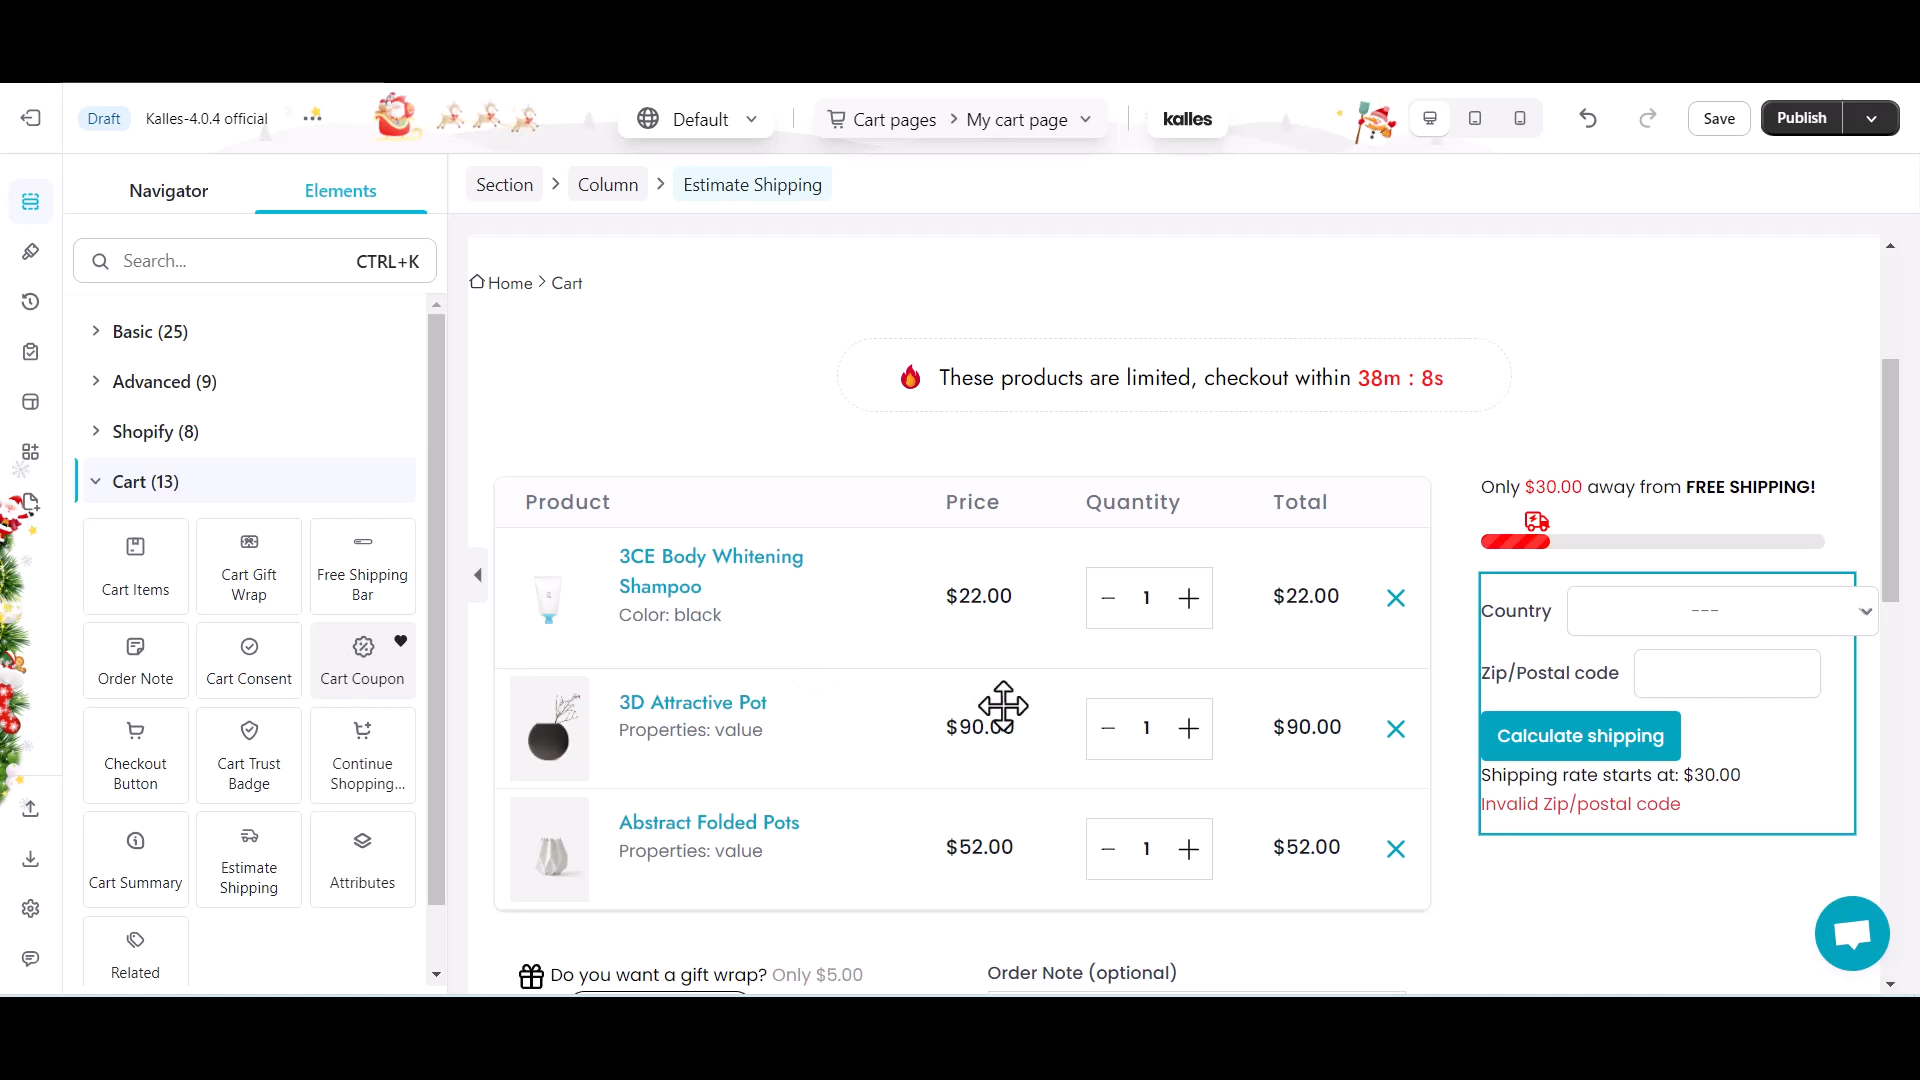 Draft Kalles-4.0.4 official Default Cart pages > My cart page kalles Save Publish
Navigator Elements
Section > Column > Estimate Shipping
Search... CTRL+K
Home > Cart
Basic (25)
Advanced (9)
Shopify (8)
Cart (13)
Cart Items
Cart Gift
Wrap
Free Shipping
Bar
Order Note
Cart Consent
Cart Coupon
Checkout
Button
Cart Trust
Badge
Continue
Shopping...
Cart Summary
Estimate
Shipping
Attributes
Related
These products are limited, checkout within 38m : 8s
Product Price Quantity Total
3CE Body Whitening
Shampoo
Color: black
$22.00 − 1 + $22.00
3D Attractive Pot
Properties: value
$90.00 − 1 + $90.00
Abstract Folded Pots
Properties: value
$52.00 − 1 + $52.00
Do you want a gift wrap? Only $5.00
Order Note (optional)
Only $30.00 away from FREE SHIPPING!
Country ---
Zip/Postal code
Calculate shipping
Shipping rate starts at: $30.00
Invalid Zip/postal code